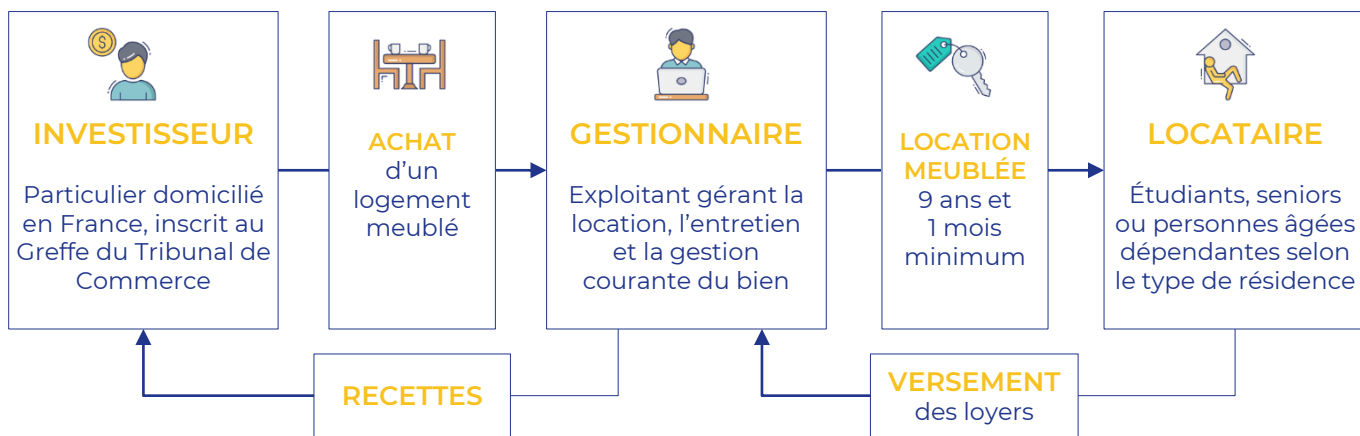 $
INVESTISSEUR
Particulier domicilié
en France, inscrit au
Greffe du Tribunal de
Commerce
ACHAT
d’un
logement
meublé
GESTIONNAIRE
Exploitant gérant la
location, l’entretien
et la gestion
courante du bien
LOCATION
MEUBLÉE
9 ans et
1 mois
minimum
LOCATAIRE
Étudiants, seniors
ou personnes âgées
dépendantes selon
le type de résidence
RECETTES
VERSEMENT
des loyers